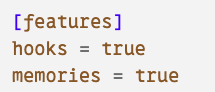 [features]
hooks = true
memories = true